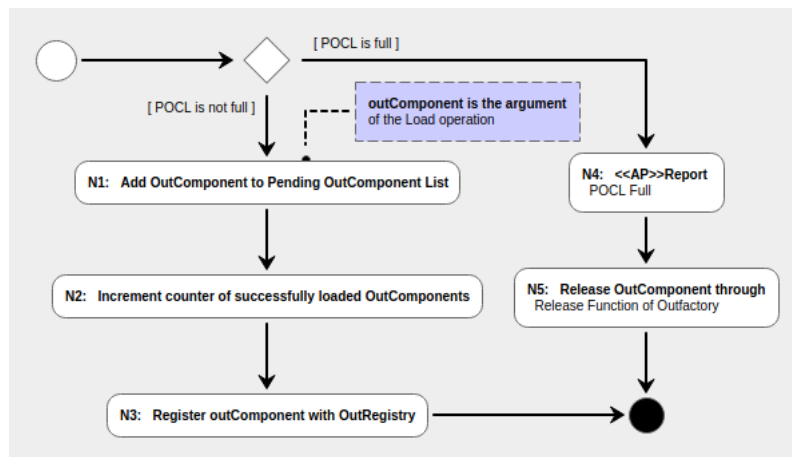 [ POCL is full ]
[ POCL is not full ]
outComponent is the argument
of the Load operation
N1: Add OutComponent to Pending OutComponent List
N4: <<AP>>Report
POCL Full
N2: Increment counter of successfully loaded OutComponents
N5: Release OutComponent through
Release Function of Outfactory
N3: Register outComponent with OutRegistry